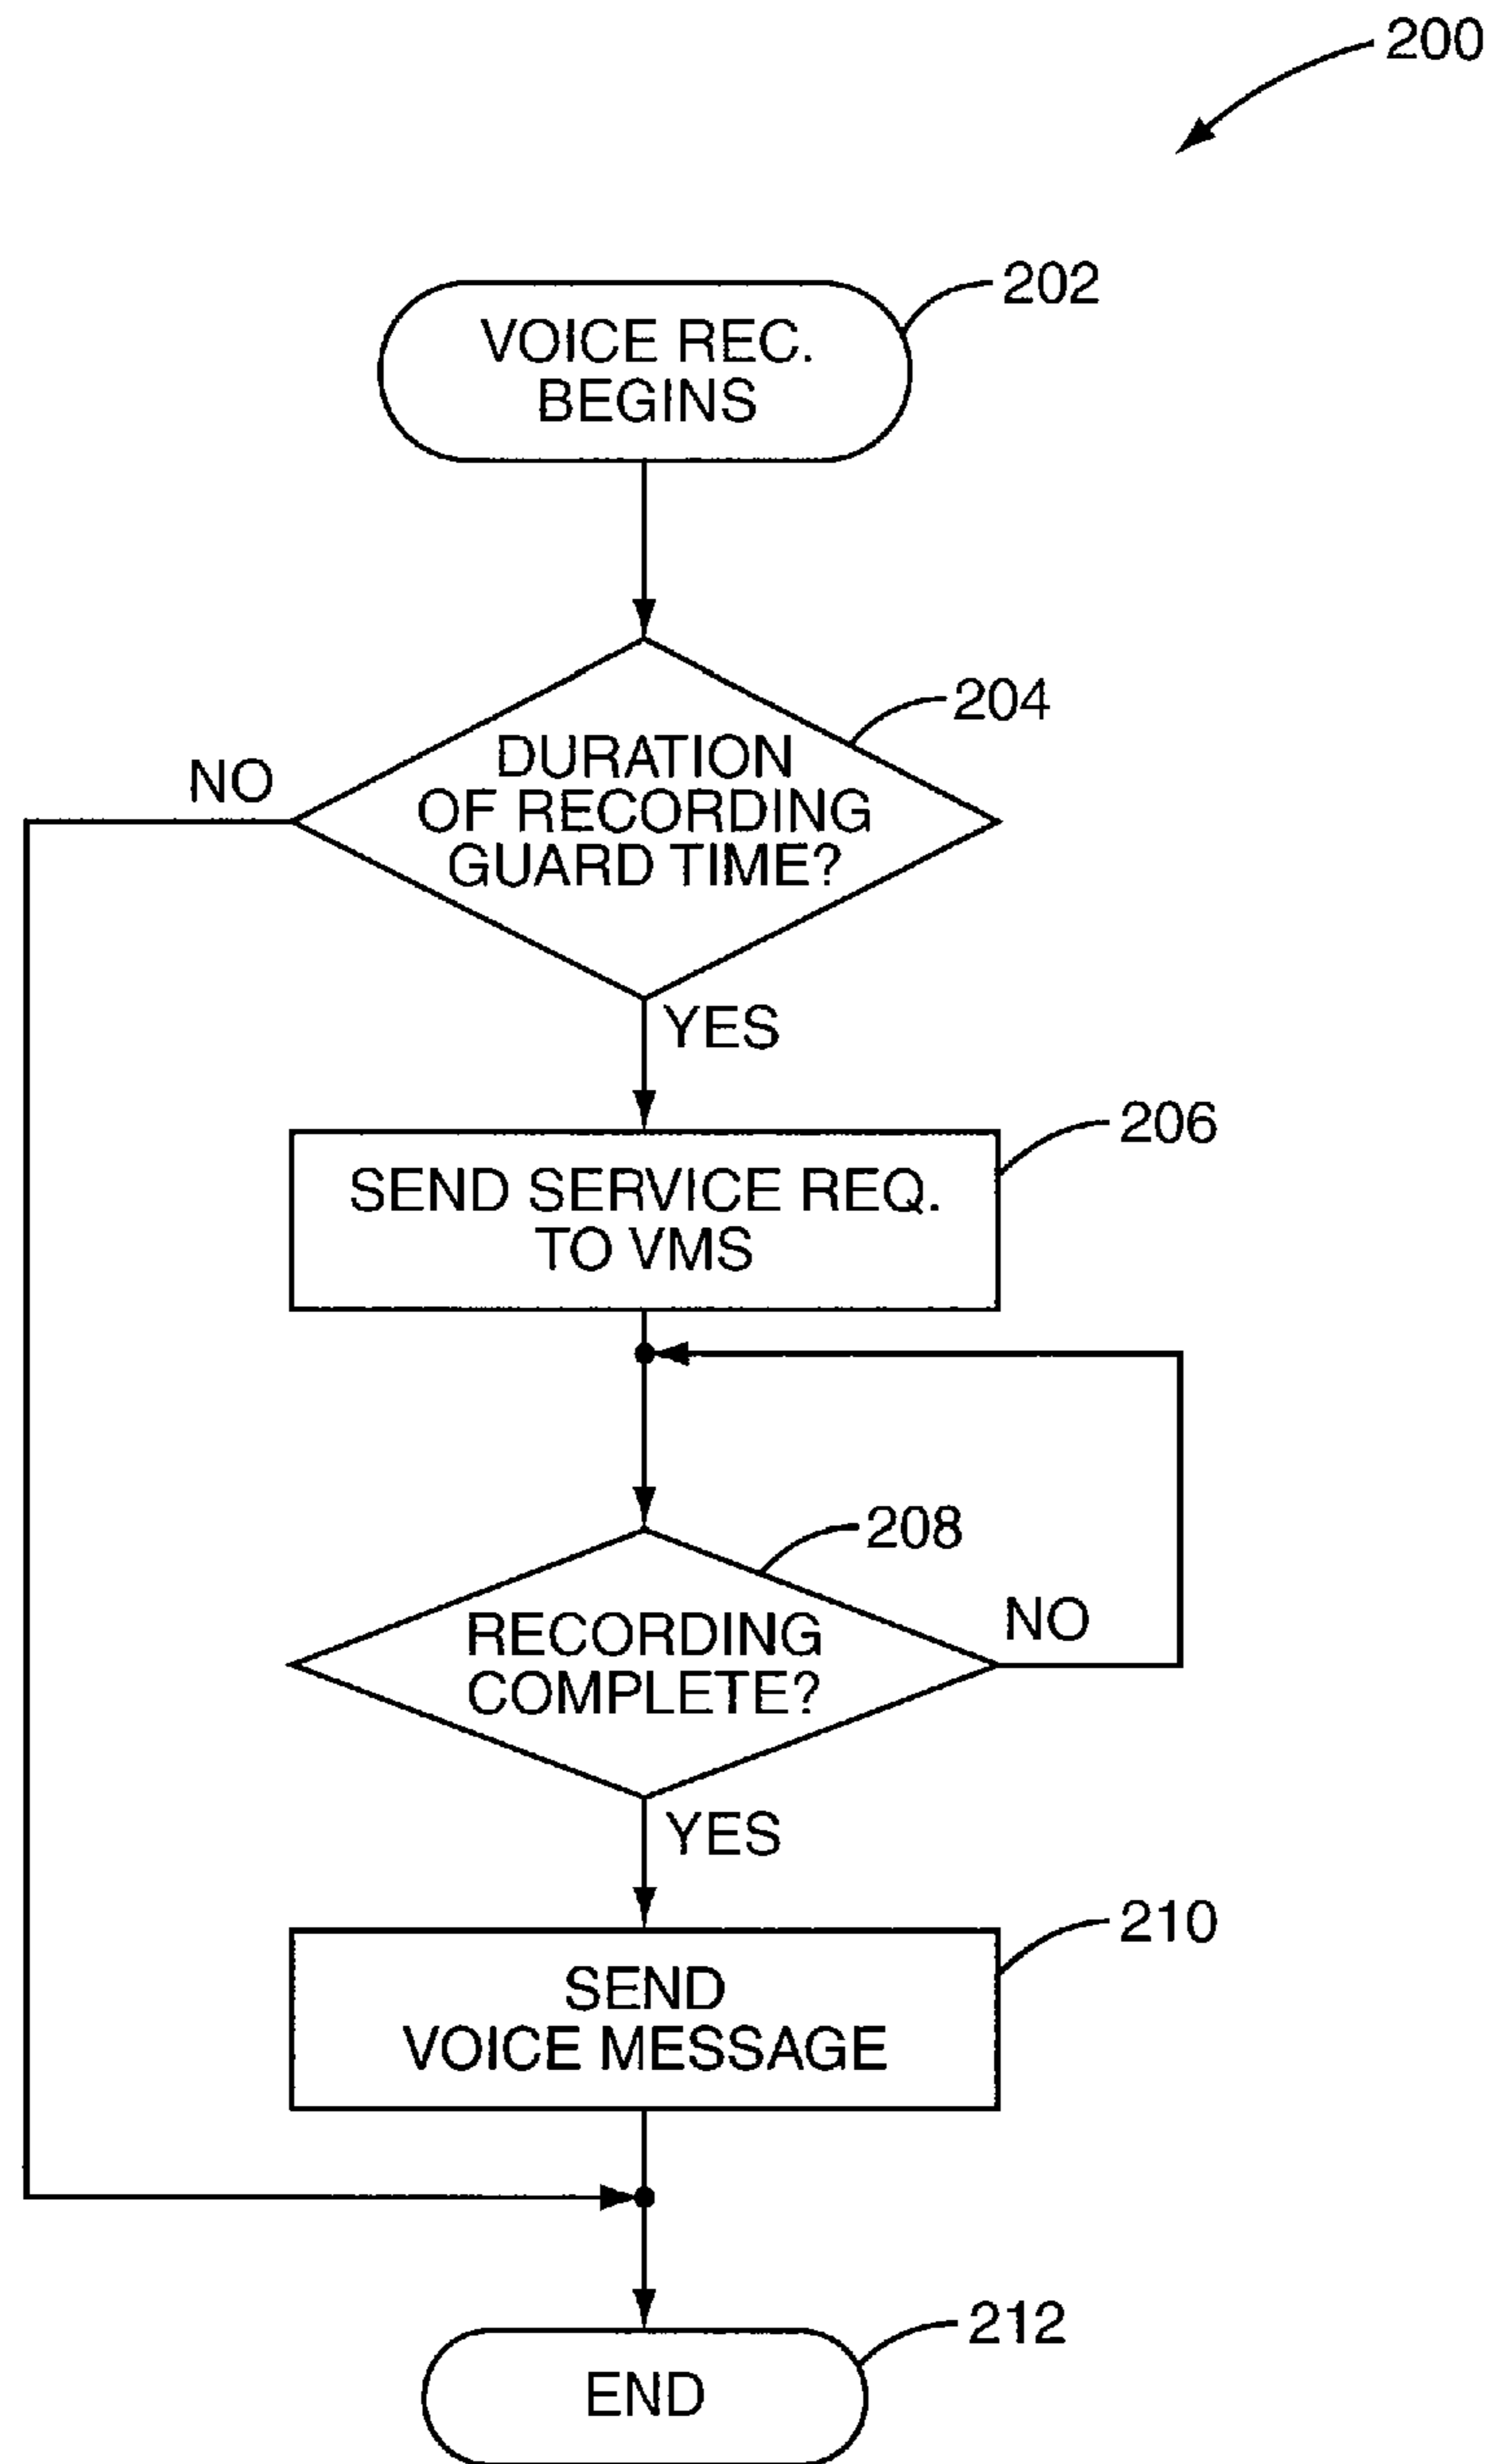 200
202
VOICE REC.
BEGINS
204
NO
DURATION
OF RECORDING
GUARD TIME?
YES
206
SEND SERVICE REQ.
TO VMS
208
RECORDING
COMPLETE?
NO
YES
210
SEND
VOICE MESSAGE
212
END